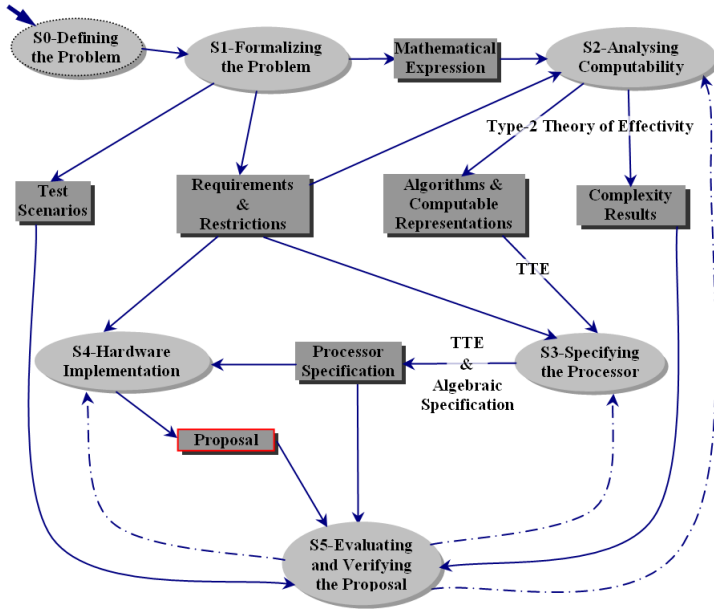 S0-Defining
the Problem
S1-Formalizing
the Problem
Mathematical
Expression
S2-Analysing
Computability
Type-2 Theory of Effectivity
Test
Scenarios
Requirements
&
Restrictions
Algorithms &
Computable
Representations
Complexity
Results
TTE
S4-Hardware
Implementation
Processor
Specification
TTE
&
Algebraic
Specification
S3-Specifying
the Processor
Proposal
S5-Evaluating
and Verifying
the Proposal